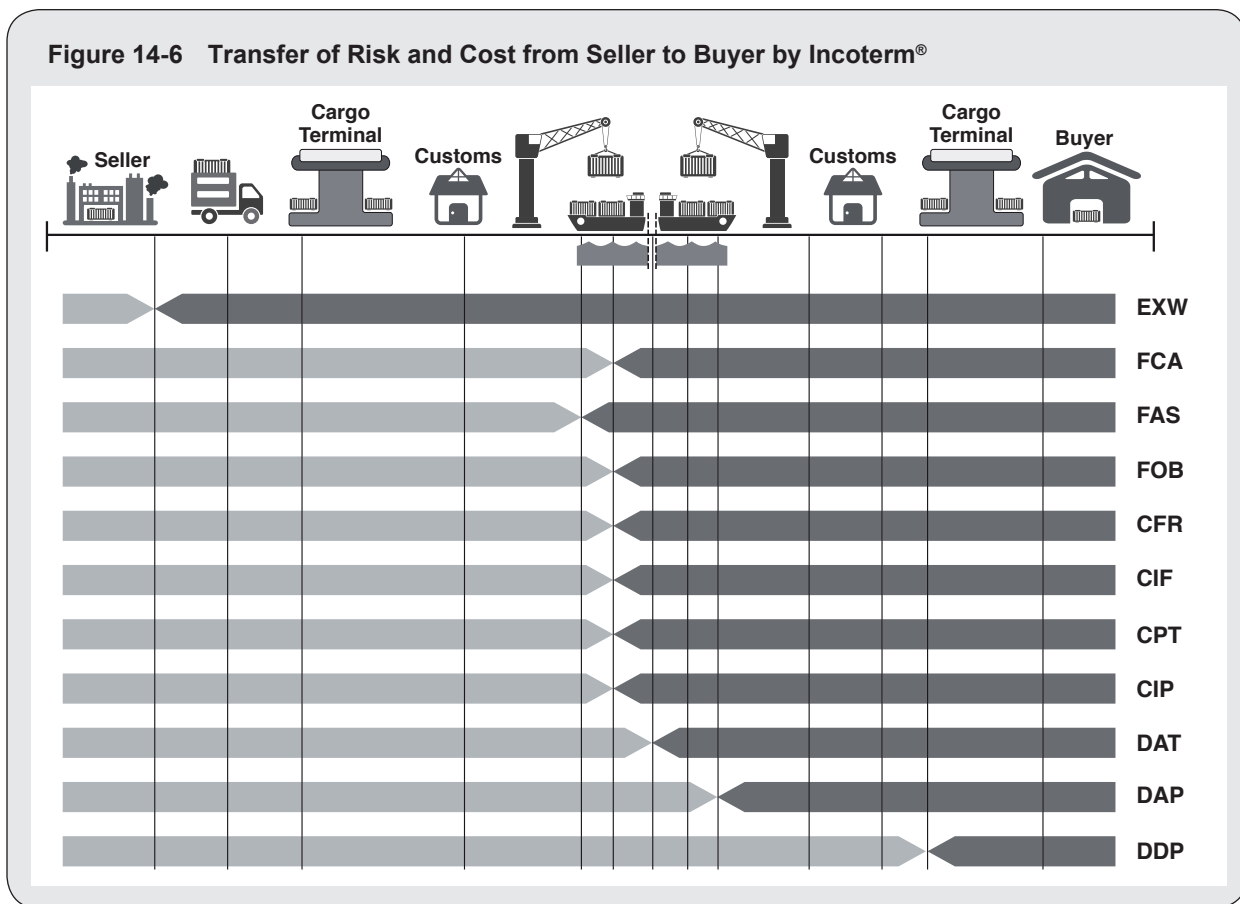 Figure 14-6 Transfer of Risk and Cost from Seller to Buyer by Incoterm®
Seller
Cargo
Terminal
Customs
Customs
Cargo
Terminal
Buyer
EXW
FCA
FAS
FOB
CFR
CIF
CPT
CIP
DAT
DAP
DDP